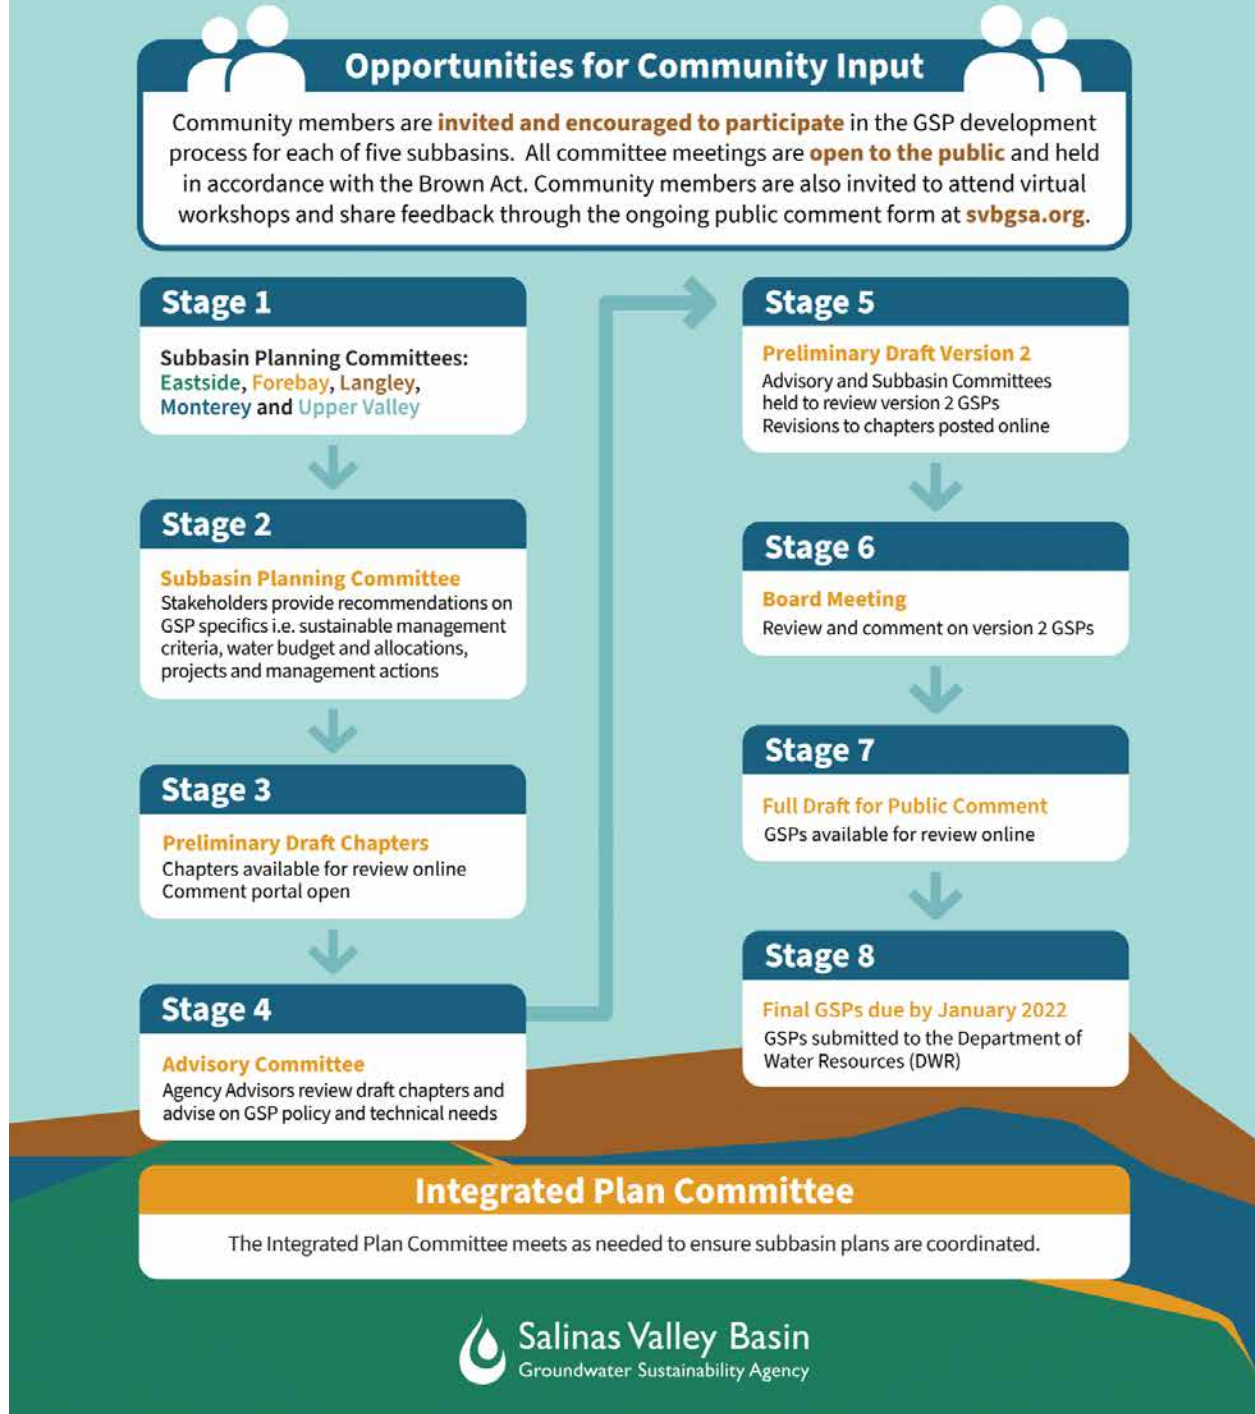 Opportunities for Community Input
Community members are invited and encouraged to participate in the GSP development
process for each of five subbasins. All committee meetings are open to the public and held
in accordance with the Brown Act. Community members are also invited to attend virtual
workshops and share feedback through the ongoing public comment form at svbgsa.org.
Stage 1
Subbasin Planning Committees:
Eastside, Forebay, Langley,
Monterey and Upper Valley
Stage 2
Subbasin Planning Committee
Stakeholders provide recommendations on
GSP specifics i.e. sustainable management
criteria, water budget and allocations,
projects and management actions
Stage 3
Preliminary Draft Chapters
Chapters available for review online
Comment portal open
Stage 4
Advisory Committee
Agency Advisors review draft chapters and
advise on GSP policy and technical needs
Stage 5
Preliminary Draft Version 2
Advisory and Subbasin Committees
held to review version 2 GSPs
Revisions to chapters posted online
Stage 6
Board Meeting
Review and comment on version 2 GSPs
Stage 7
Full Draft for Public Comment
GSPs available for review online
Stage 8
Final GSPs due by January 2022
GSPs submitted to the Department of
Water Resources (DWR)
Integrated Plan Committee
The Integrated Plan Committee meets as needed to ensure subbasin plans are coordinated.
Salinas Valley Basin
Groundwater Sustainability Agency